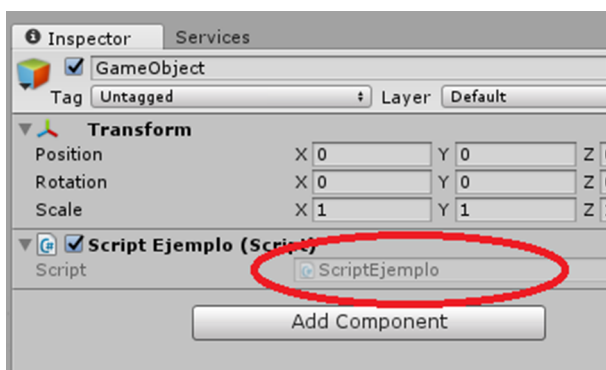 Inspector Services
GameObject
Tag Untagged Layer Default
Transform
Position X 0 Y 0 Z
Rotation X 0 Y 0 Z
Scale X 1 Y 1 Z
Script Ejemplo (Script)
Script ScriptEjemplo
Add Component